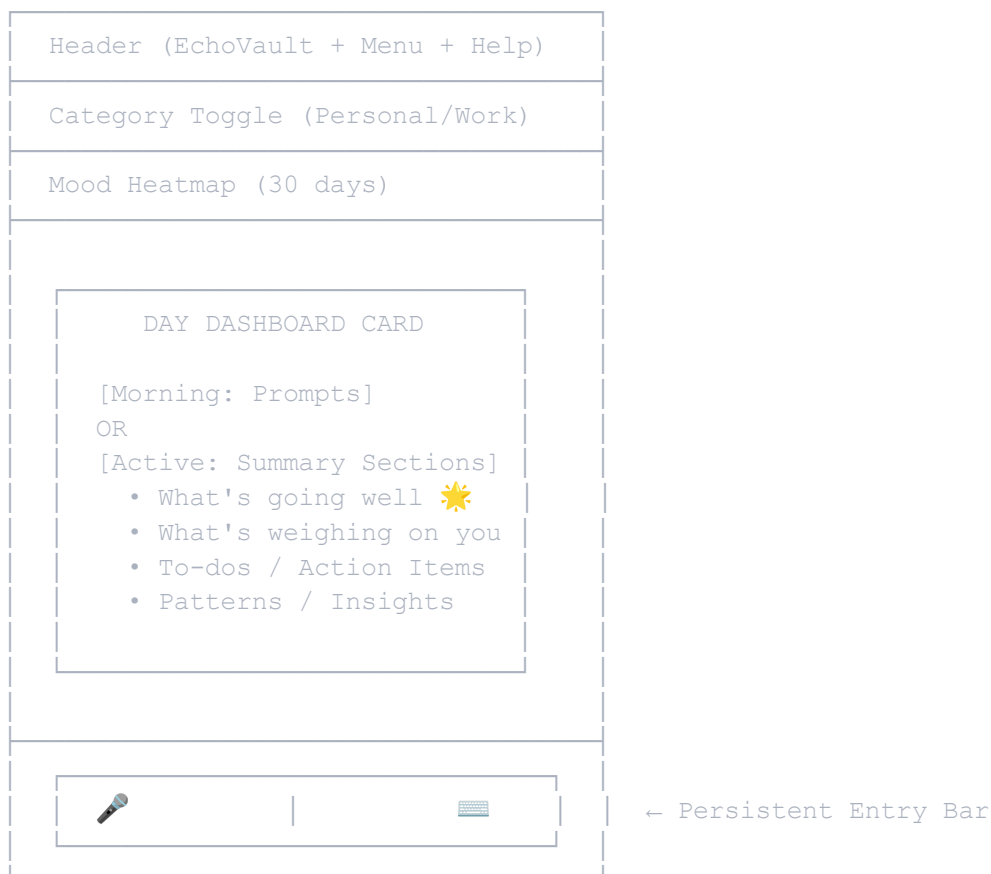 Header (EchoVault + Menu + Help)
Category Toggle (Personal/Work)
Mood Heatmap (30 days)
DAY DASHBOARD CARD
[Morning: Prompts]
OR
[Active: Summary Sections]
• What's going well 🌟
• What's weighing on you
• To-dos / Action Items
• Patterns / Insights
🎤 | ⌨️ ← Persistent Entry Bar